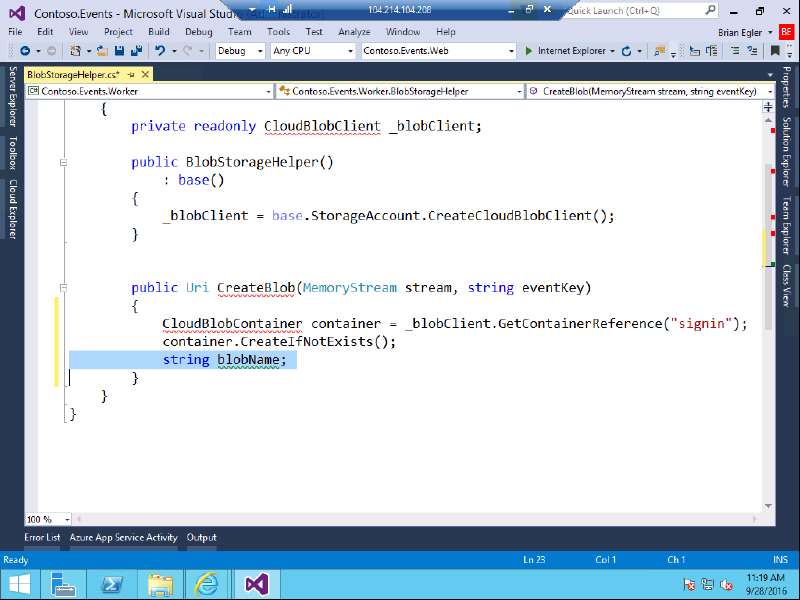 Contoso.Events - Microsoft Visual Stud
104.214.104.208
Quick Launch (Ctrl+Q)
File Edit View Project Build Debug Team Tools Test Analyze Window Help Brian Egler BE
Debug Any CPU Contoso.Events.Web Internet Explorer
BlobStorageHelper.cs*
Contoso.Events.Worker Contoso.Events.Worker.BlobStorageHelper CreateBlob(MemoryStream stream, string eventKey)
Server Explorer
Toolbox
Cloud Explorer
{
private readonly CloudBlobClient _blobClient;
public BlobStorageHelper()
: base()
{
_blobClient = base.StorageAccount.CreateCloudBlobClient();
}
public Uri CreateBlob(MemoryStream stream, string eventKey)
{
CloudBlobContainer container = _blobClient.GetContainerReference("signin");
container.CreateIfNotExists();
string blobName;
}
}
}
Properties
Solution Explorer
Team Explorer
Class View
100 %
Error List Azure App Service Activity Output
Ready Ln 23 Col 1 Ch 1 INS
11:19 AM
9/28/2016